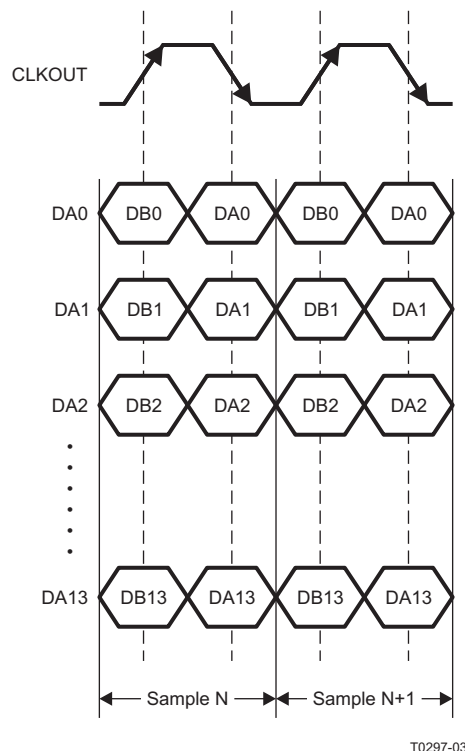 CLKOUT
DA0 DB0 DA0 DB0 DA0
DA1 DB1 DA1 DB1 DA1
DA2 DB2 DA2 DB2 DA2
DA13 DB13 DA13 DB13 DA13
Sample N Sample N+1
T0297-03